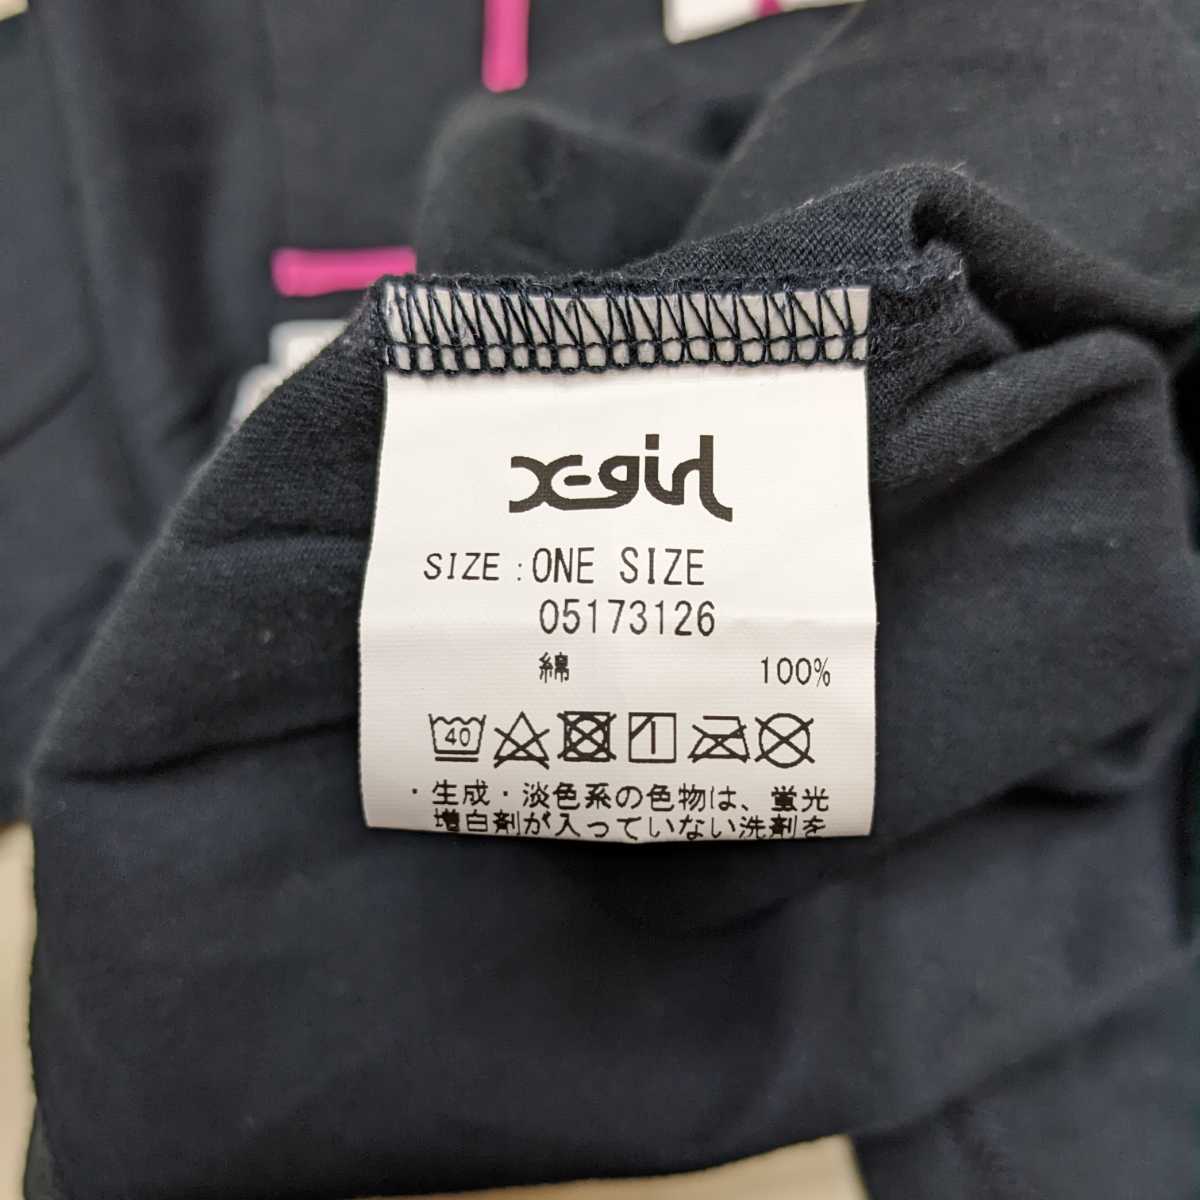 X-girl
SIZE : ONE SIZE
05173126
綿 100%
40
・生成・淡色系の色物は、蛍光
増白剤が入っていない洗剤を